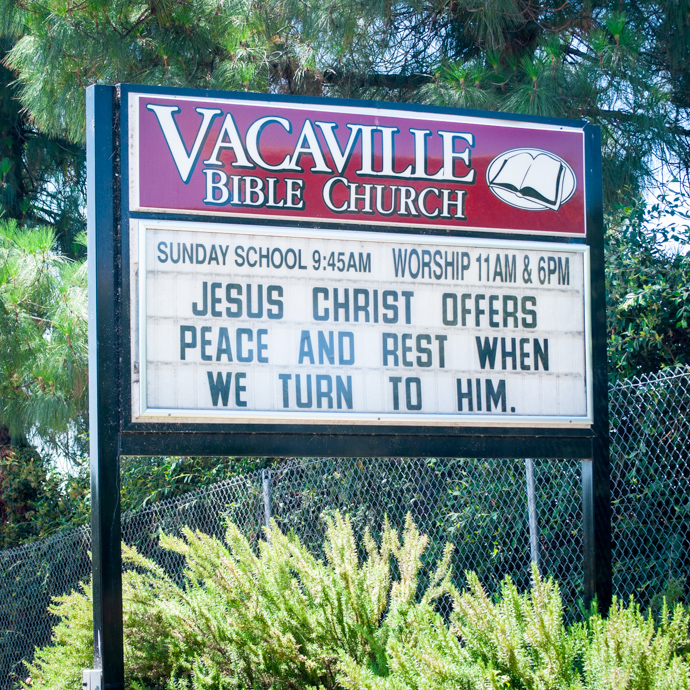 VACAVILLE
BIBLE CHURCH
SUNDAY SCHOOL 9:45AM WORSHIP 11AM & 6PM
JESUS CHRIST OFFERS
PEACE AND REST WHEN
WE TURN TO HIM.